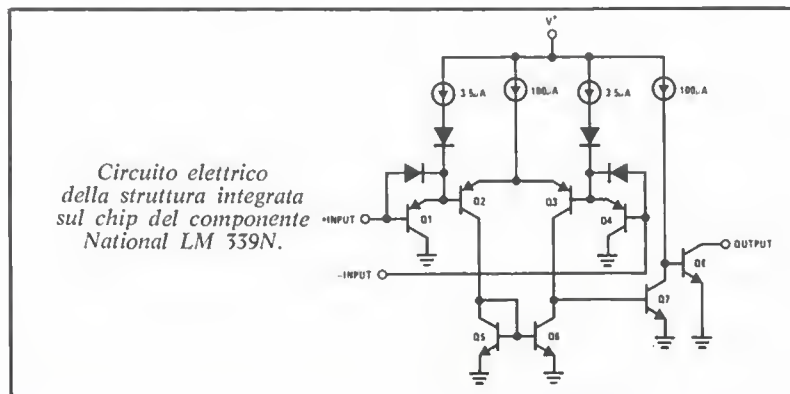 Circuito elettrico
della struttura integrata
sul chip del componente
National LM 339N.
V⁺
3.5µA
100µA
3.5µA
100µA
+INPUT
Q1
Q2
Q3
Q4
OUTPUT
Q8
–INPUT
Q7
Q5
Q6